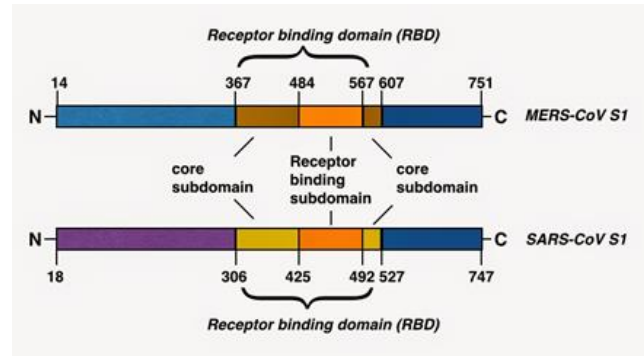 Receptor binding domain (RBD)
14 367 484 567 607 751
N C MERS-CoV S1
core
subdomain
Receptor
binding
subdomain
core
subdomain
N C SARS-CoV S1
18 306 425 492 527 747
Receptor binding domain (RBD)